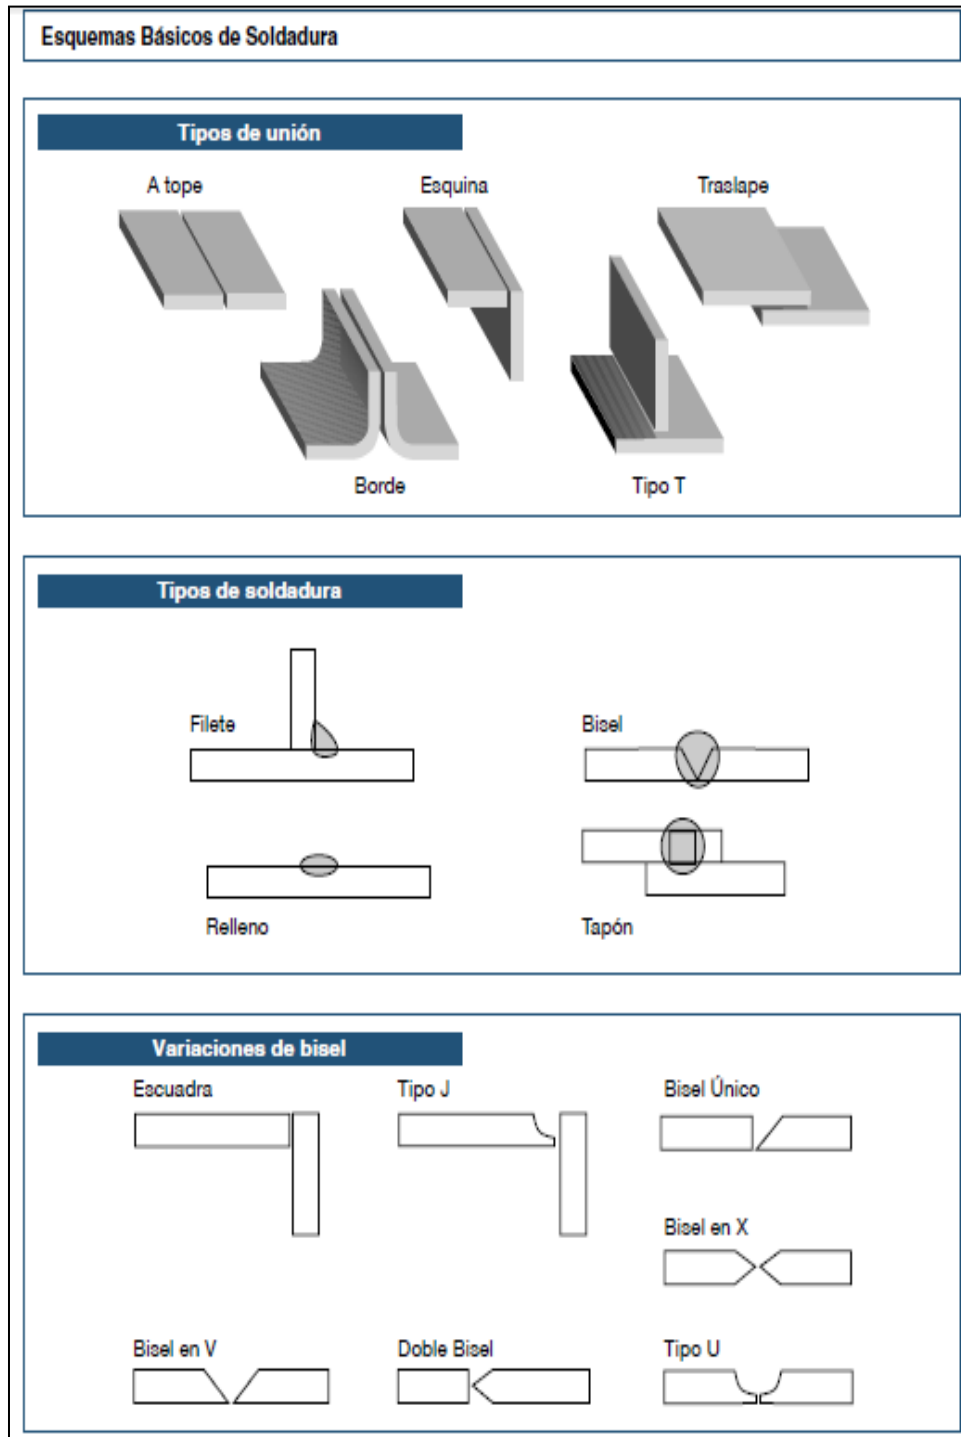 Esquemas Básicos de Soldadura
Tipos de unión
A tope
Esquina
Traslape
Borde
Tipo T
Tipos de soldadura
Filete
Bisel
Relleno
Tapón
Variaciones de bisel
Escuadra
Tipo J
Bisel Único
Bisel en X
Bisel en V
Doble Bisel
Tipo U